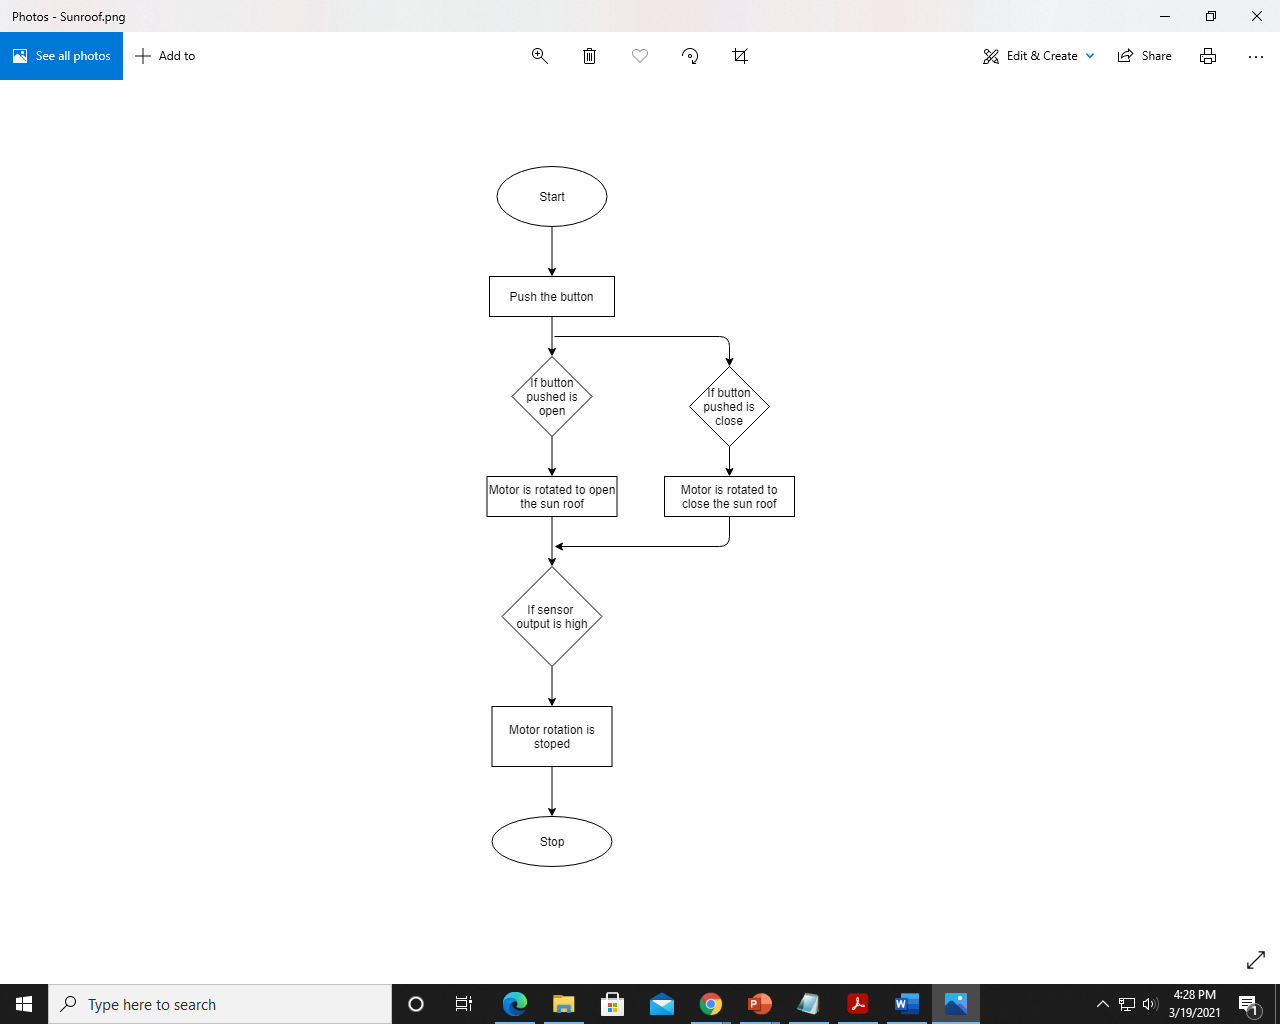 Photos - Sunroof.png
See all photos
Add to
Edit & Create
Share
Start
Push the button
If button
pushed is
open
If button
pushed is
close
Motor is rotated to open
the sun roof
Motor is rotated to
close the sun roof
If sensor
output is high
Motor rotation is
stoped
Stop
Type here to search
4:28 PM
3/19/2021
1